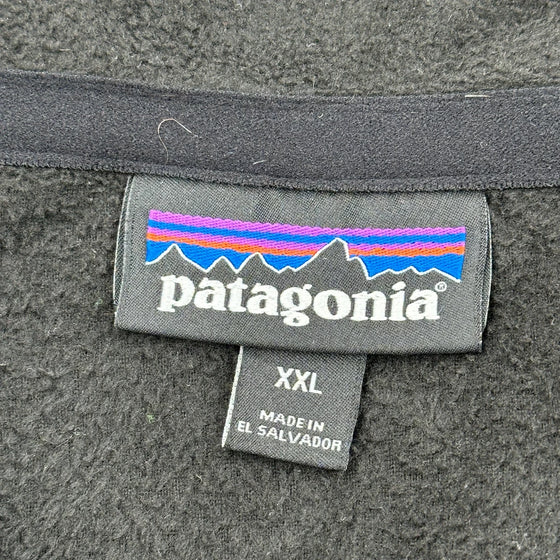 patagonia®
XXL
MADE IN
EL SALVADOR